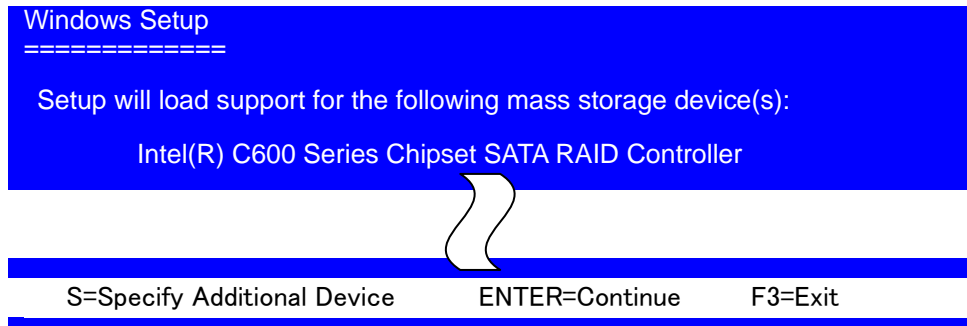 Windows Setup
=============
Setup will load support for the following mass storage device(s):
Intel(R) C600 Series Chipset SATA RAID Controller
S=Specify Additional Device ENTER=Continue F3=Exit